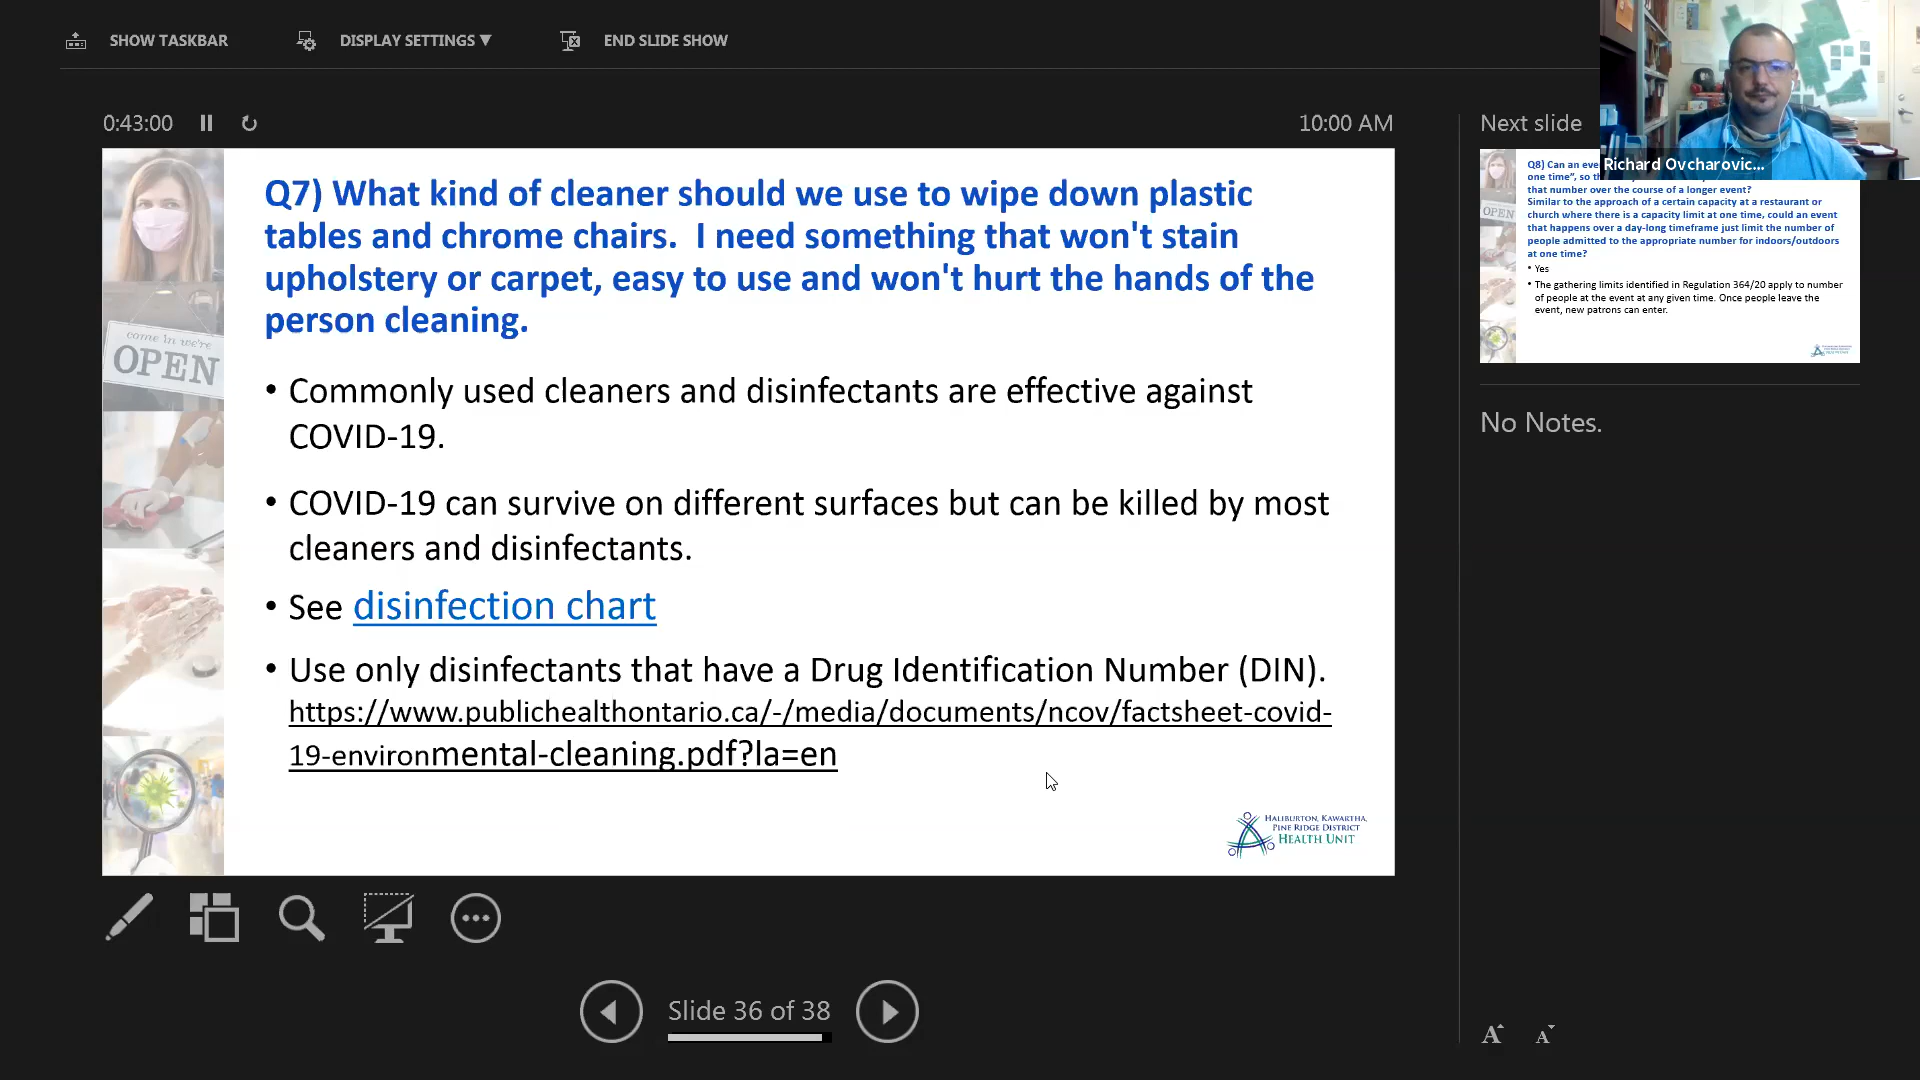 SHOW TASKBAR
DISPLAY SETTINGS ▼
END SLIDE SHOW
0:43:00
10:00 AM
Next slide
Richard Ovcharovic...
come in we're
OPEN
Q7) What kind of cleaner should we use to wipe down plastic
tables and chrome chairs.  I need something that won't stain
upholstery or carpet, easy to use and won't hurt the hands of the
person cleaning.
• Commonly used cleaners and disinfectants are effective against
COVID-19.
• COVID-19 can survive on different surfaces but can be killed by most
cleaners and disinfectants.
• See disinfection chart
• Use only disinfectants that have a Drug Identification Number (DIN).
https://www.publichealthontario.ca/-/media/documents/ncov/factsheet-covid-
19-environmental-cleaning.pdf?la=en
HALIBURTON, KAWARTHA,
PINE RIDGE DISTRICT
HEALTH UNIT
Q8) Can an eve
one time", so th
that number over the course of a longer event?
Similar to the approach of a certain capacity at a restaurant or
church where there is a capacity limit at one time, could an event
that happens over a day-long timeframe just limit the number of
people admitted to the appropriate number for indoors/outdoors
at one time?
• Yes
• The gathering limits identified in Regulation 364/20 apply to number
of people at the event at any given time. Once people leave the
event, new patrons can enter.
OPEN
No Notes.
Slide 36 of 38
A A